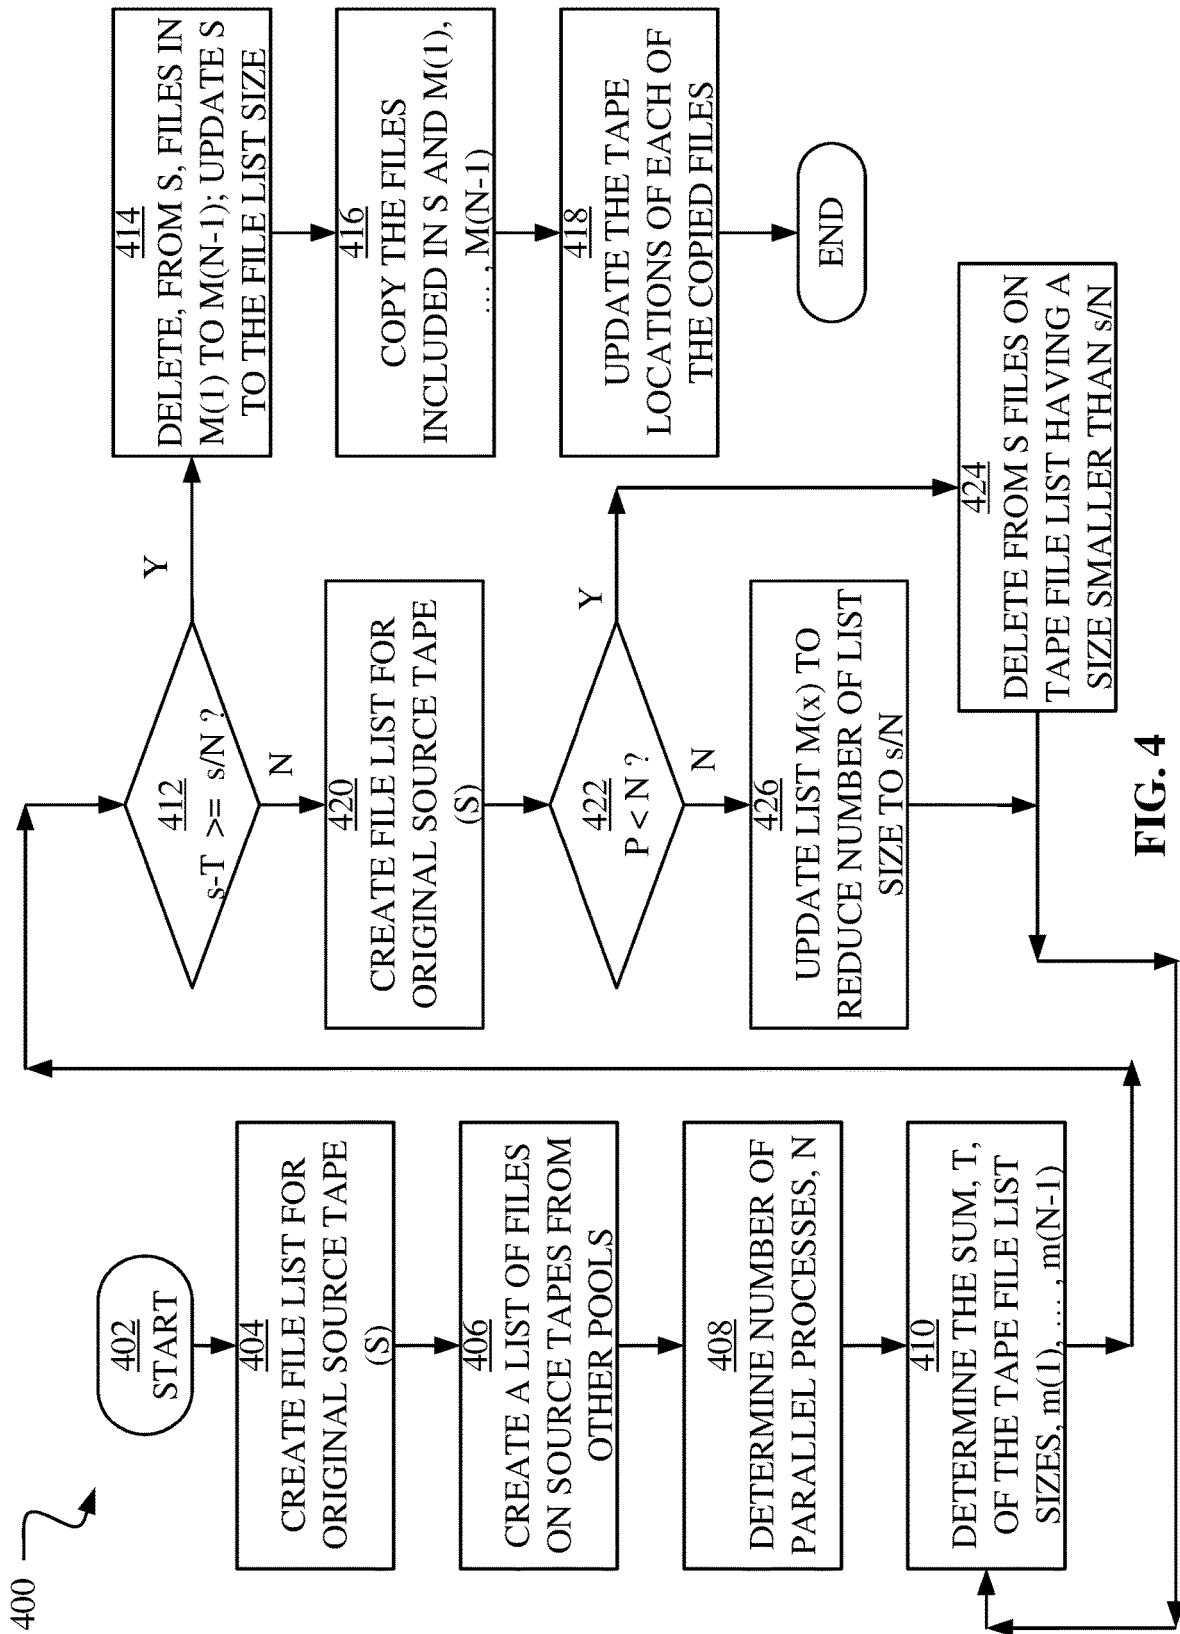 400
402
START
404
CREATE FILE LIST FOR
ORIGINAL SOURCE TAPE
(S)
406
CREATE A LIST OF FILES
ON SOURCE TAPES FROM
OTHER POOLS
408
DETERMINE NUMBER OF
PARALLEL PROCESSES, N
410
DETERMINE THE SUM, T,
OF THE TAPE FILE LIST
SIZES, m(1), ... , m(N-1)
412
s-T >= s/N ?
Y
N
414
DELETE, FROM S, FILES IN
M(1) TO M(N-1); UPDATE S
TO THE FILE LIST SIZE
416
COPY THE FILES
INCLUDED IN S AND M(1),
... , M(N-1)
418
UPDATE THE TAPE
LOCATIONS OF EACH OF
THE COPIED FILES
END
420
CREATE FILE LIST FOR
ORIGINAL SOURCE TAPE
(S)
422
P < N ?
Y
N
424
DELETE FROM S FILES ON
TAPE FILE LIST HAVING A
SIZE SMALLER THAN s/N
426
UPDATE LIST M(x) TO
REDUCE NUMBER OF LIST
SIZE TO s/N
FIG. 4